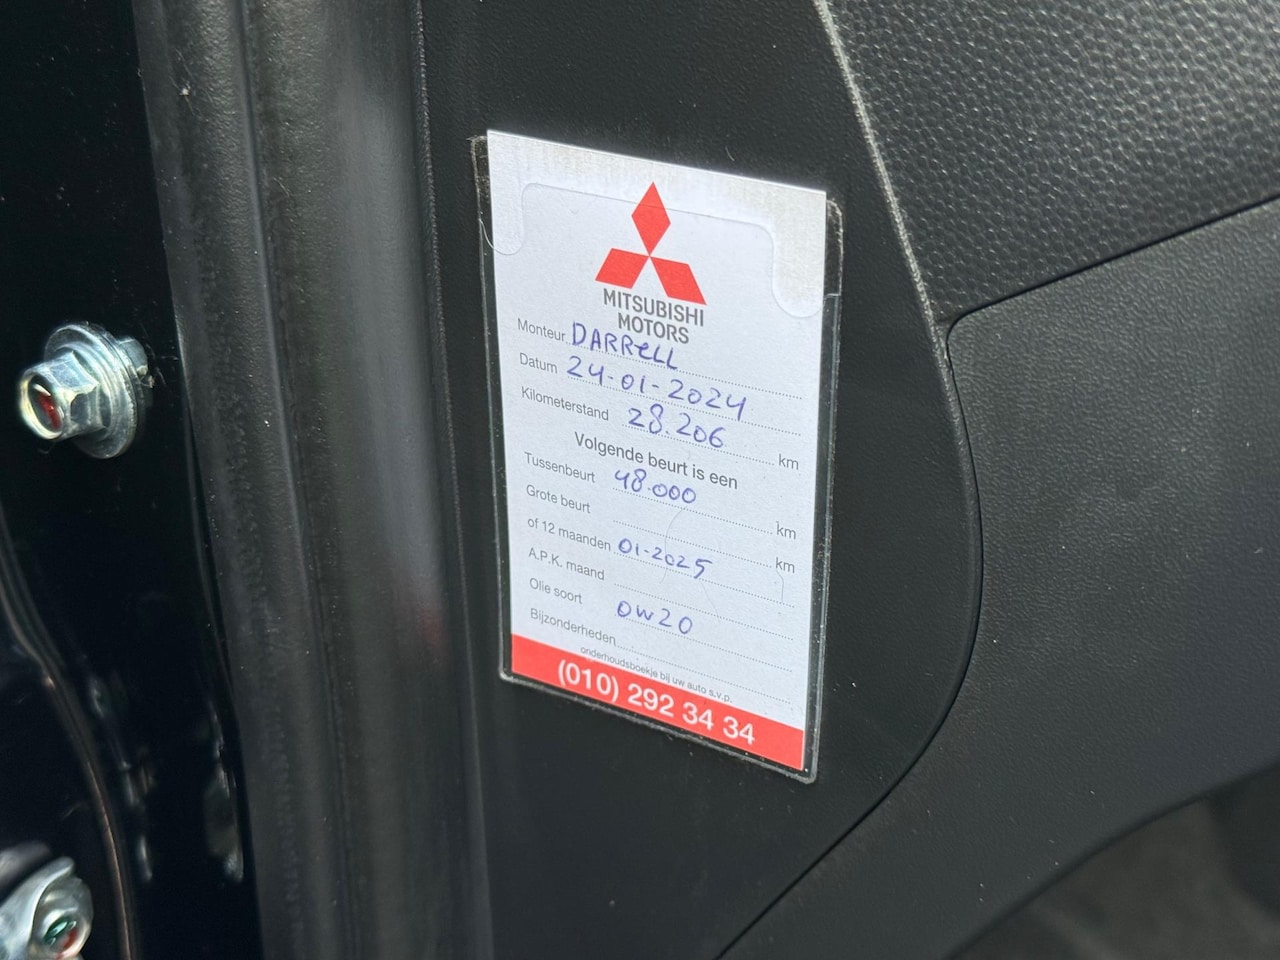 MITSUBISHI
MOTORS
Monteur DARRELL
Datum 24-01-2024
Kilometerstand 28.206 km
Volgende beurt is een
Tussenbeurt 48.000 km
Grote beurt km
of 12 maanden 01-2025
A.P.K. maand
Olie soort 0W20
Bijzonderheden
onderhoudsboekje bij uw auto s.v.p.
(010) 292 34 34